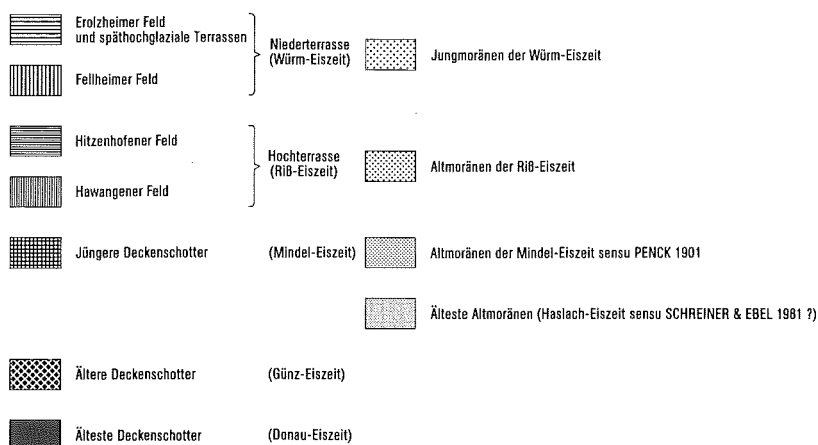 Erolzheimer Feld
und späthochglaziale Terrassen
Niederterrasse
(Würm-Eiszeit)
Jungmoränen der Würm-Eiszeit
Fellheimer Feld
Hitzenhofener Feld
Hochterrasse
(Riß-Eiszeit)
Altmoränen der Riß-Eiszeit
Hawangener Feld
Jüngere Deckenschotter (Mindel-Eiszeit) Altmoränen der Mindel-Eiszeit sensu PENCK 1901
Älteste Altmoränen (Haslach-Eiszeit sensu SCHREINER & EBEL 1981 ?)
Ältere Deckenschotter (Günz-Eiszeit)
Älteste Deckenschotter (Donau-Eiszeit)